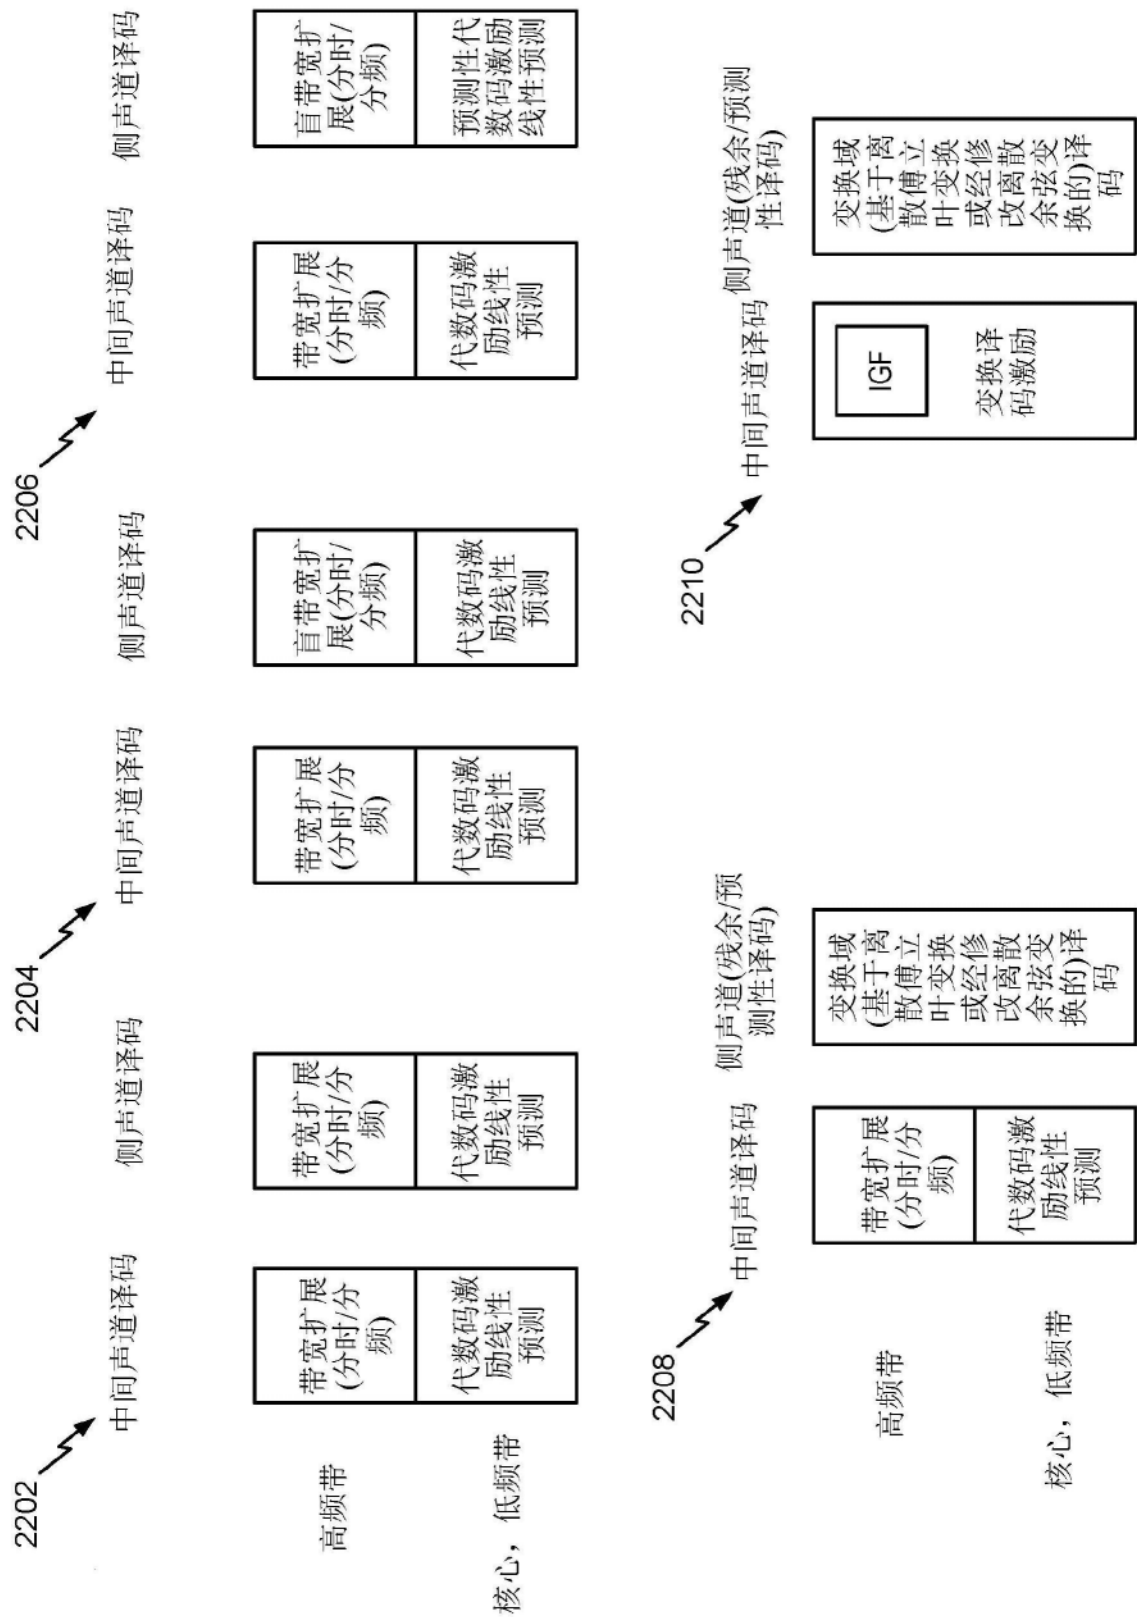 2202
中间声道译码
侧声道译码
高频带
带宽扩展
(分时/分
频)
带宽扩展
(分时/分
频)
核心，低频带
代数码激
励线性
预测
代数码激
励线性
预测
2204
中间声道译码
侧声道译码
带宽扩展
(分时/分
频)
盲带宽扩
展(分时/
分频)
代数码激
励线性
预测
代数码激
励线性
预测
2206
中间声道译码
侧声道译码
带宽扩展
(分时/分
频)
盲带宽扩
展(分时/
分频)
代数码激
励线性
预测
预测性代
数码激励
线性预测
2208
中间声道译码
侧声道(残余/预
测性译码)
高频带
带宽扩展
(分时/分
频)
核心，低频带
代数码激
励线性
预测
变换域
(基于离
散傅立
叶变换
或经修
改离散
余弦变
换的)译
码
2210
中间声道译码
侧声道(残余/预测
性译码)
IGF
变换译
码激励
变换域
(基于离
散傅立
叶变换
或经修
改离散
余弦变
换的)译
码